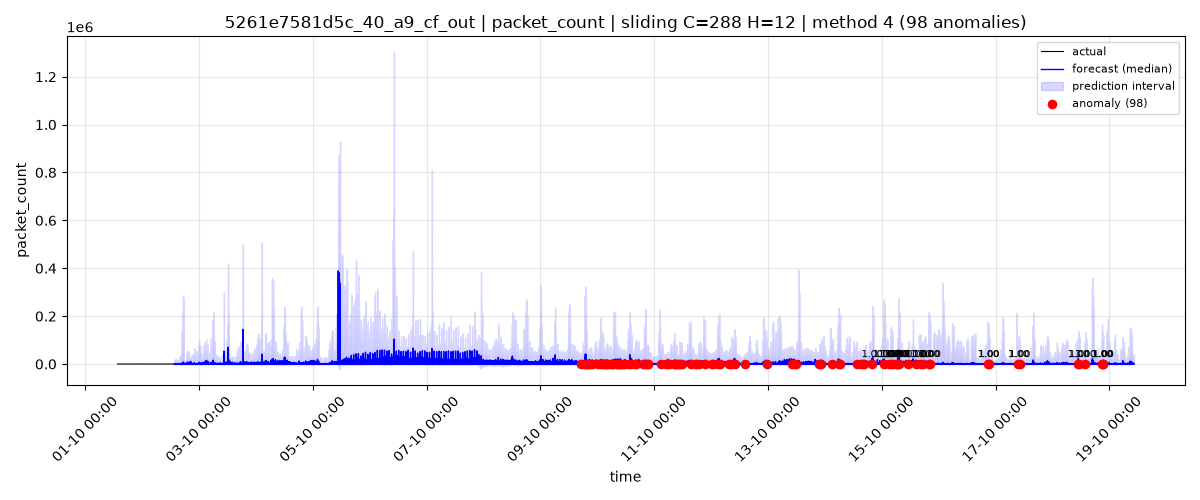 5261e7581d5c_40_a9_cf_out | packet_count | sliding C=288 H=12 | method 4 (98 anomalies)
1e6
actual
forecast (median)
prediction interval
anomaly (98)
1.2
1.0
0.8
0.6
0.4
0.2
0.0
packet_count
1.00
1.00
1.00
1.00
1.00
01-10 00:00
03-10 00:00
05-10 00:00
07-10 00:00
09-10 00:00
11-10 00:00
13-10 00:00
15-10 00:00
17-10 00:00
19-10 00:00
time